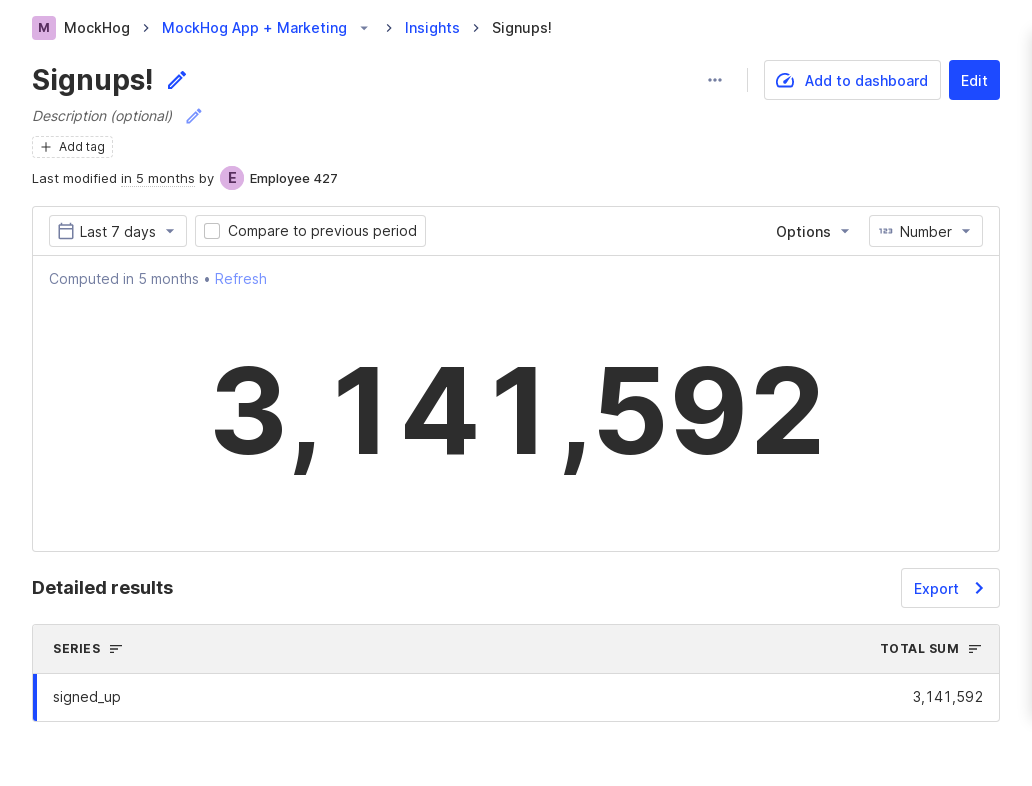 M MockHog MockHog App + Marketing Insights Signups!
Signups!
Add to dashboard Edit
Description (optional)
Add tag
Last modified in 5 months by E Employee 427
Last 7 days Compare to previous period Options 123 Number
Computed in 5 months • Refresh
3,141,592
Detailed results Export
SERIES TOTAL SUM
signed_up 3,141,592